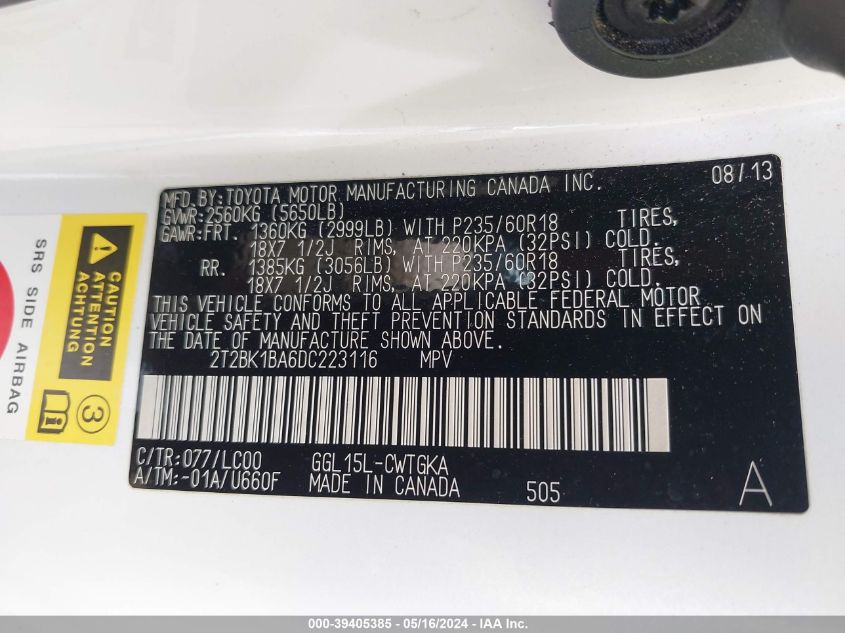 MFD.BY:TOYOTA MOTOR MANUFACTURING CANADA INC. 08/13
GVWR:2560KG (5650LB)
GAWR:FRT. 1360KG (2999LB) WITH P235/60R18 TIRES,
18X7 1/2J RIMS, AT 220KPA (32PSI) COLD.
RR. 1385KG (3056LB) WITH P235/60R18 TIRES,
18X7 1/2J RIMS, AT 220KPA (32PSI) COLD.
THIS VEHICLE CONFORMS TO ALL APPLICABLE FEDERAL MOTOR
VEHICLE SAFETY AND THEFT PREVENTION STANDARDS IN EFFECT ON
THE DATE OF MANUFACTURE SHOWN ABOVE.
2T2BK1BA6DC223116 MPV
C/TR:077/LC00 GGL15L-CWTGKA
A/TM:-01A/U660F MADE IN CANADA 505 A
SRS SIDE AIRBAG
CAUTION
ATTENTION
ACHTUNG
3
000-39405385 - 05/16/2024 - IAAI Inc.